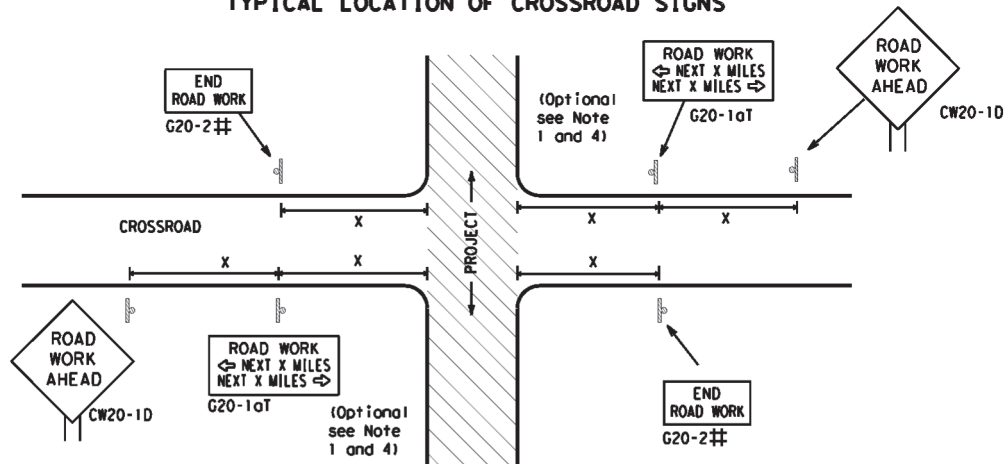 TYPICAL LOCATION OF CROSSROAD SIGNS
END
ROAD WORK
G20-2#
(Optional
see Note
1 and 4)
ROAD WORK
⇦ NEXT X MILES
NEXT X MILES ⇨
G20-1aT
ROAD
WORK
AHEAD
CW20-1D
X
X
X
CROSSROAD
PROJECT
X
X
X
ROAD
WORK
AHEAD
CW20-1D
ROAD WORK
⇦ NEXT X MILES
NEXT X MILES ⇨
G20-1aT
(Optional
see Note
1 and 4)
END
ROAD WORK
G20-2#